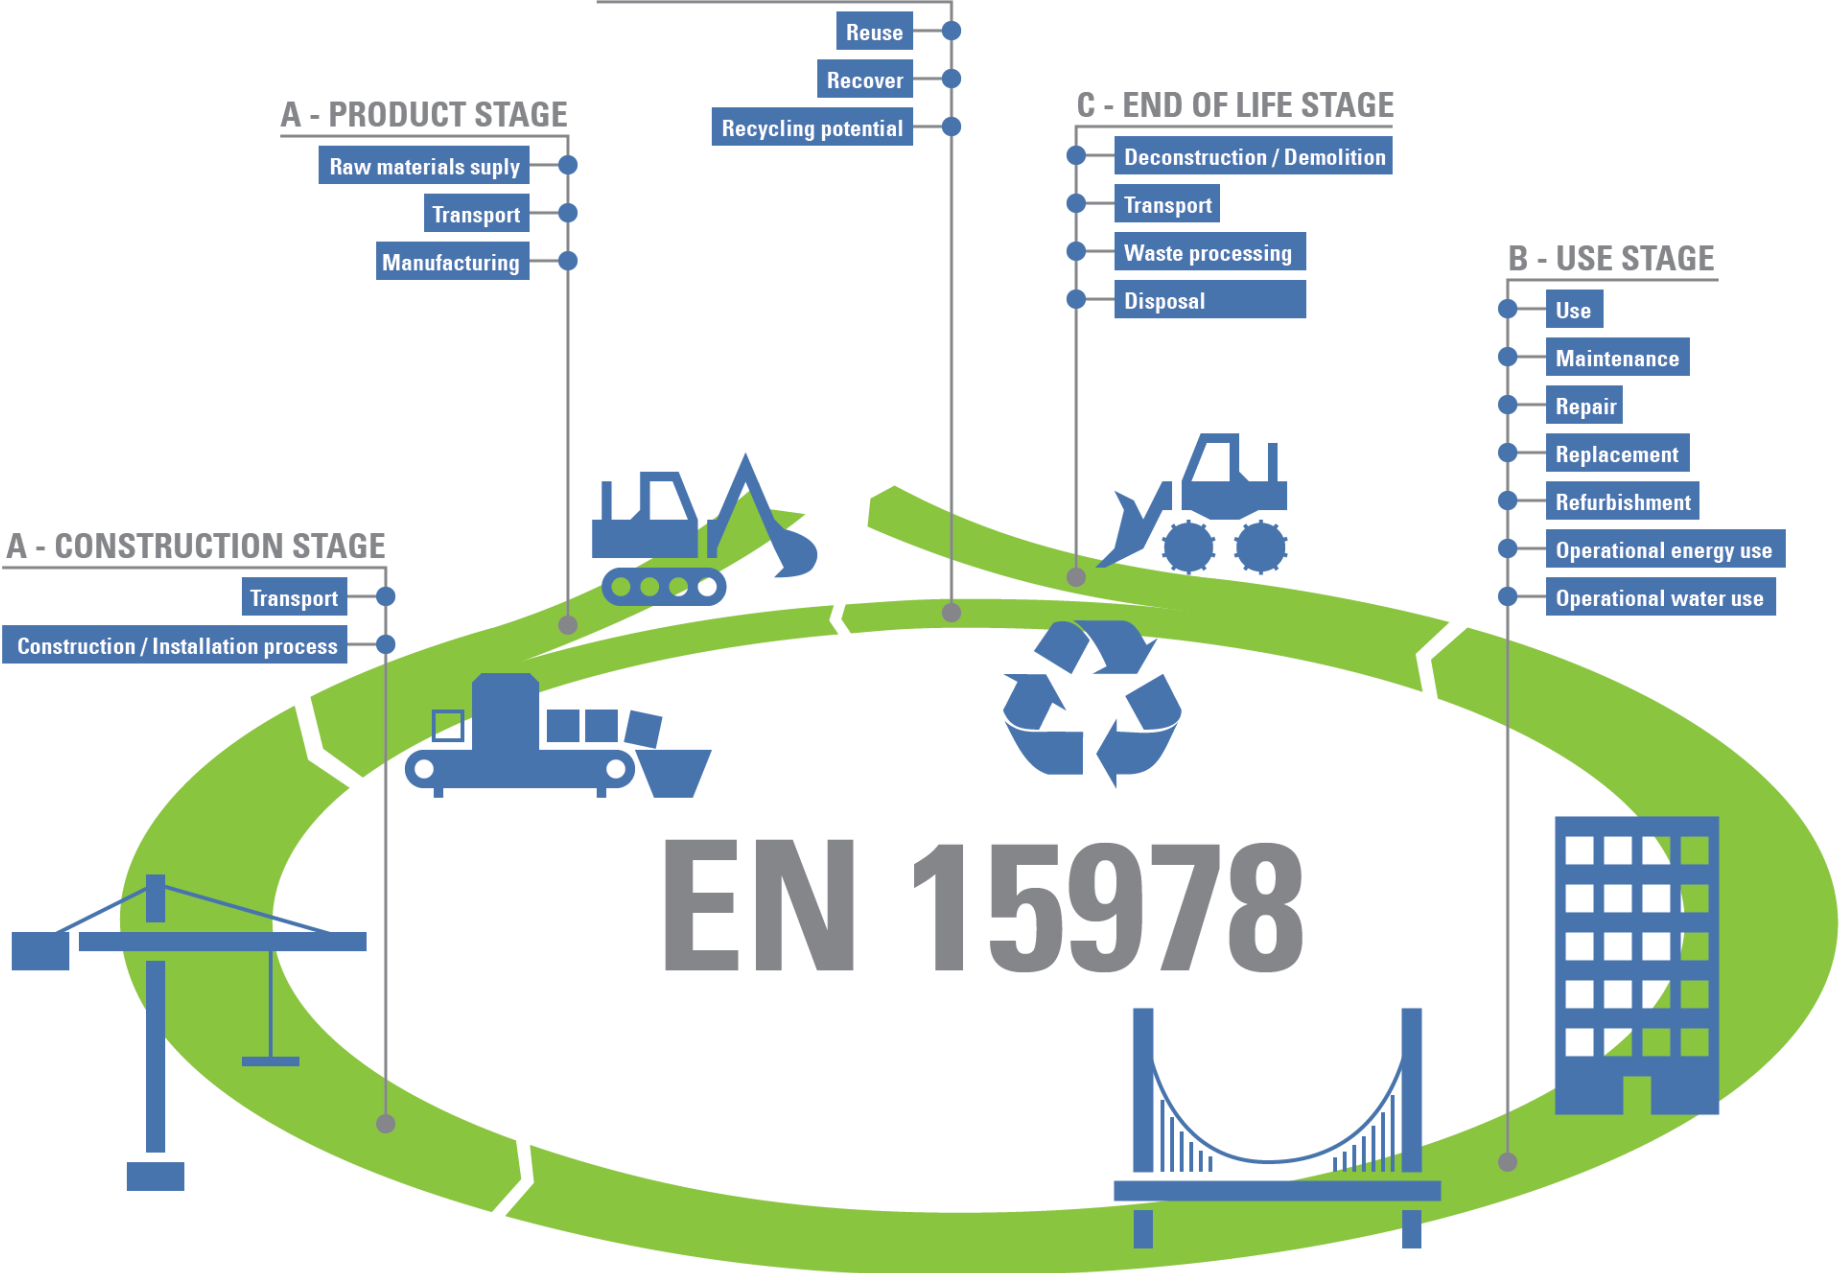 Reuse
Recover
Recycling potential
A - PRODUCT STAGE
Raw materials suply
Transport
Manufacturing
C - END OF LIFE STAGE
Deconstruction / Demolition
Transport
Waste processing
Disposal
B - USE STAGE
Use
Maintenance
Repair
Replacement
Refurbishment
Operational energy use
Operational water use
A - CONSTRUCTION STAGE
Transport
Construction / Installation process
EN 15978